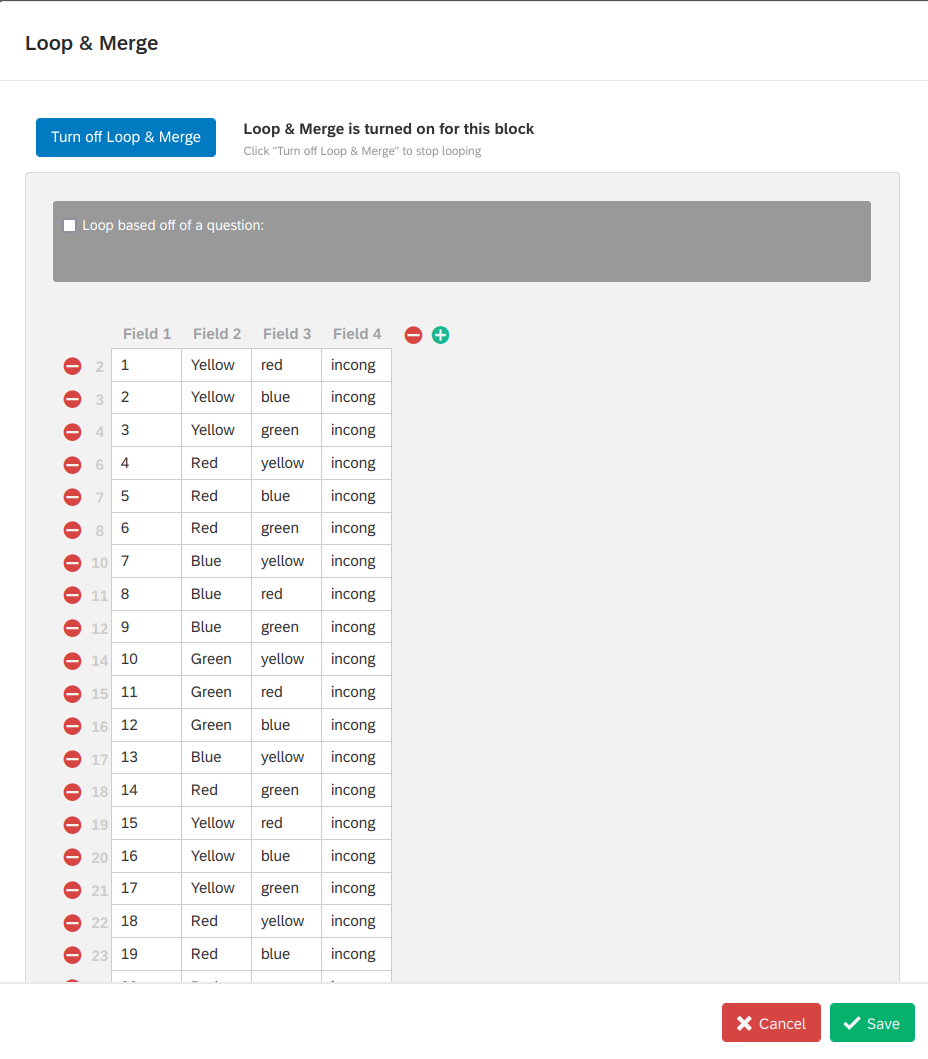 Loop & Merge
Turn off Loop & Merge
Loop & Merge is turned on for this block
Click "Turn off Loop & Merge" to stop looping
Loop based off of a question:
Field 1 Field 2 Field 3 Field 4
2 1 Yellow red incong
3 2 Yellow blue incong
4 3 Yellow green incong
6 4 Red yellow incong
7 5 Red blue incong
8 6 Red green incong
10 7 Blue yellow incong
11 8 Blue red incong
12 9 Blue green incong
14 10 Green yellow incong
15 11 Green red incong
16 12 Green blue incong
17 13 Blue yellow incong
18 14 Red green incong
19 15 Yellow red incong
20 16 Yellow blue incong
21 17 Yellow green incong
22 18 Red yellow incong
23 19 Red blue incong
Cancel Save